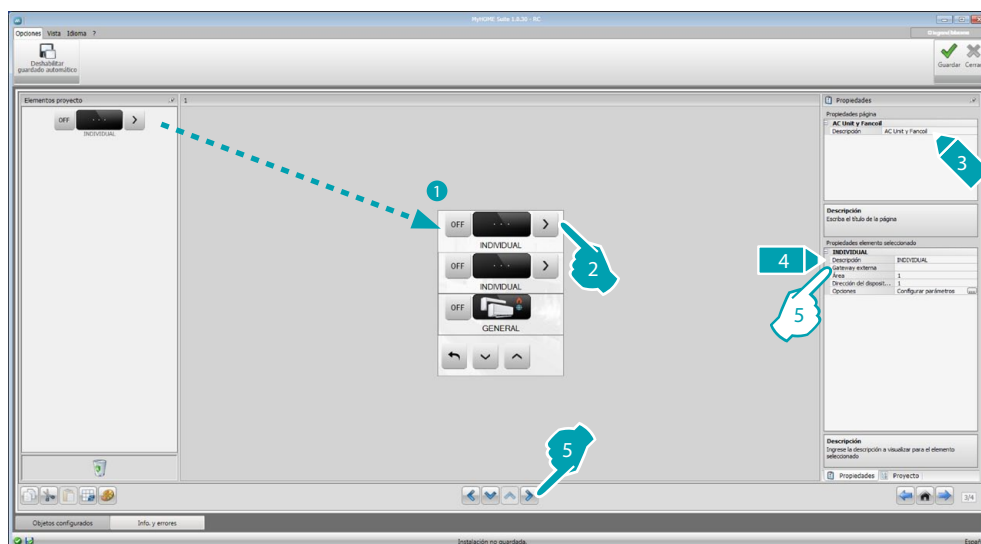 MyHOME Suite 1.0.30 - RC
Opciones Vista Idioma ?
Deshabilitar
guardado automático
Guardar Cerrar
Elementos proyecto
1
Propiedades
OFF
INDIVIDUAL
Propiedades página
AC Unit y Fancoil
Descripción AC Unit y Fancoil
3
Descripción
Escriba el título de la página
1
OFF
INDIVIDUAL
2
OFF
INDIVIDUAL
OFF
GENERAL
Propiedades elemento seleccionado
INDIVIDUAL
4
Descripción INDIVIDUAL
Gateway externa
Área 1
Dirección del disposit... 1
Opciones Configurar parámetros ...
5
5
Descripción
Ingrese la descripción a visualizar para el elemento
seleccionado
Propiedades Proyecto
3/4
Objetos configurados Info. y errores
Instalación no guardada.
Españ